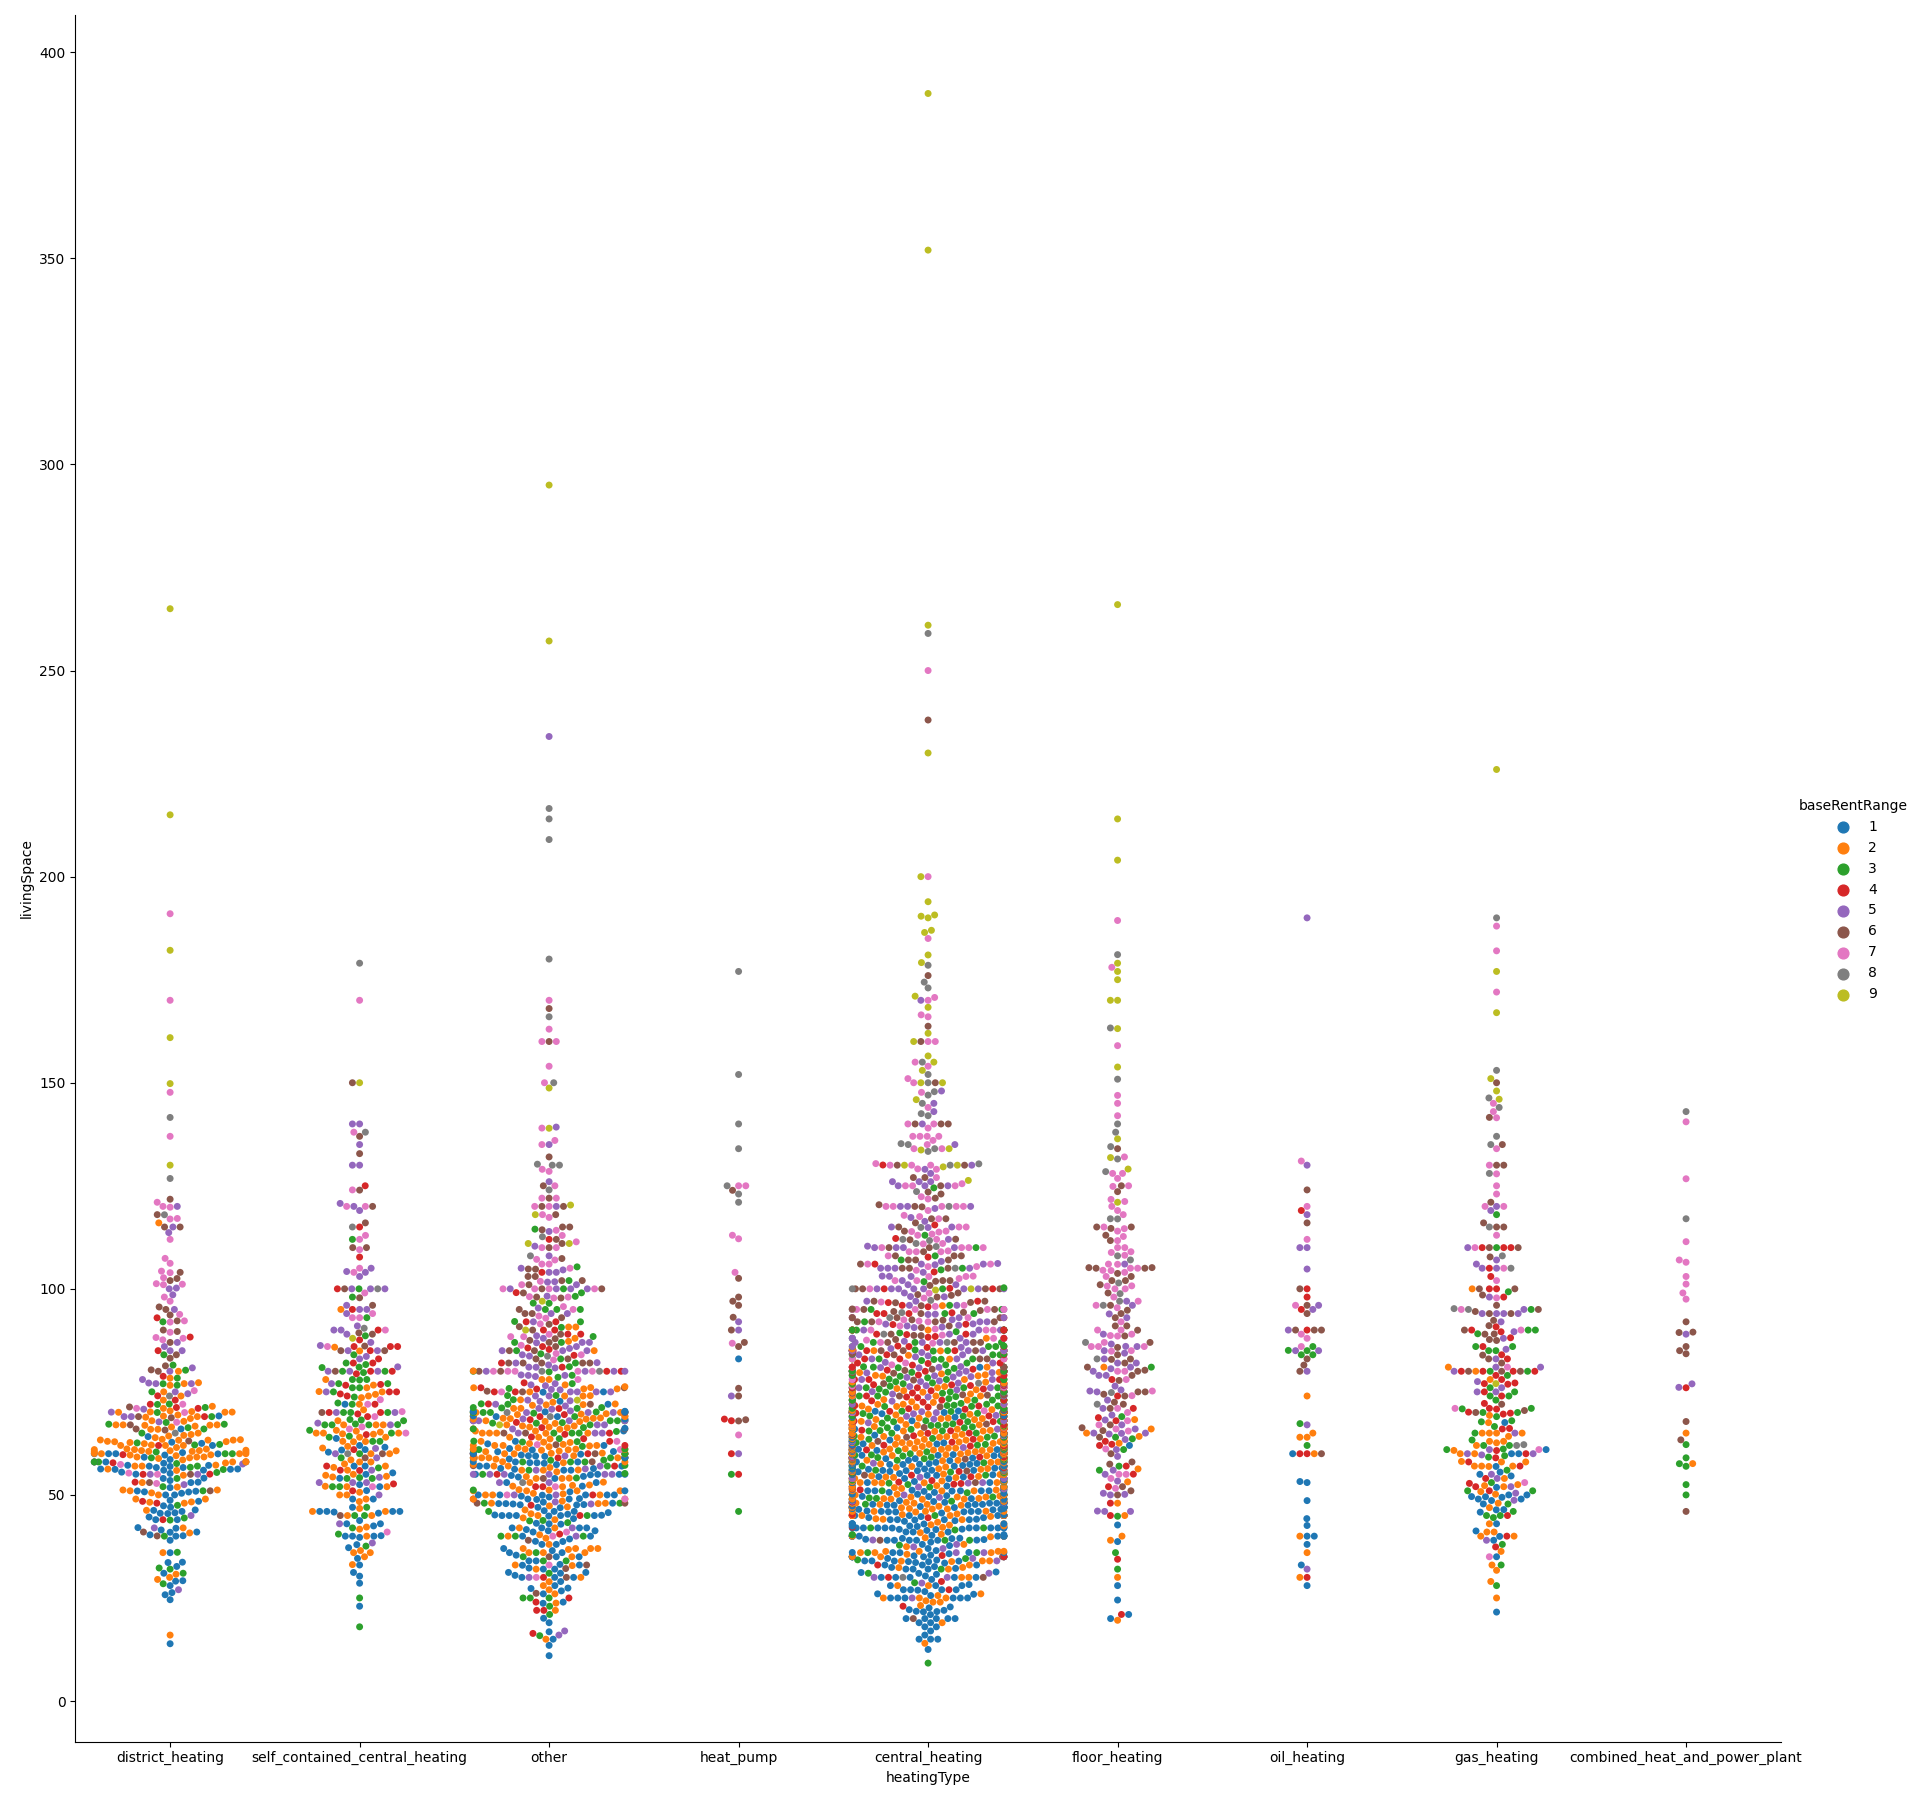 400
350
300
250
200
150
100
50
0
livingSpace
district_heating
self_contained_central_heating
other
heat_pump
central_heating
floor_heating
oil_heating
gas_heating
combined_heat_and_power_plant
heatingType
baseRentRange
1
2
3
4
5
6
7
8
9